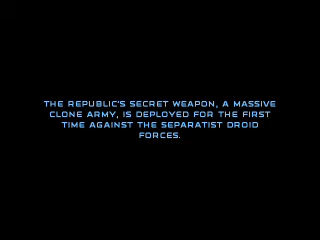 THE REPUBLIC'S SECRET WEAPON, A MASSIVE
CLONE ARMY, IS DEPLOYED FOR THE FIRST
TIME AGAINST THE SEPARATIST DROID
FORCES.